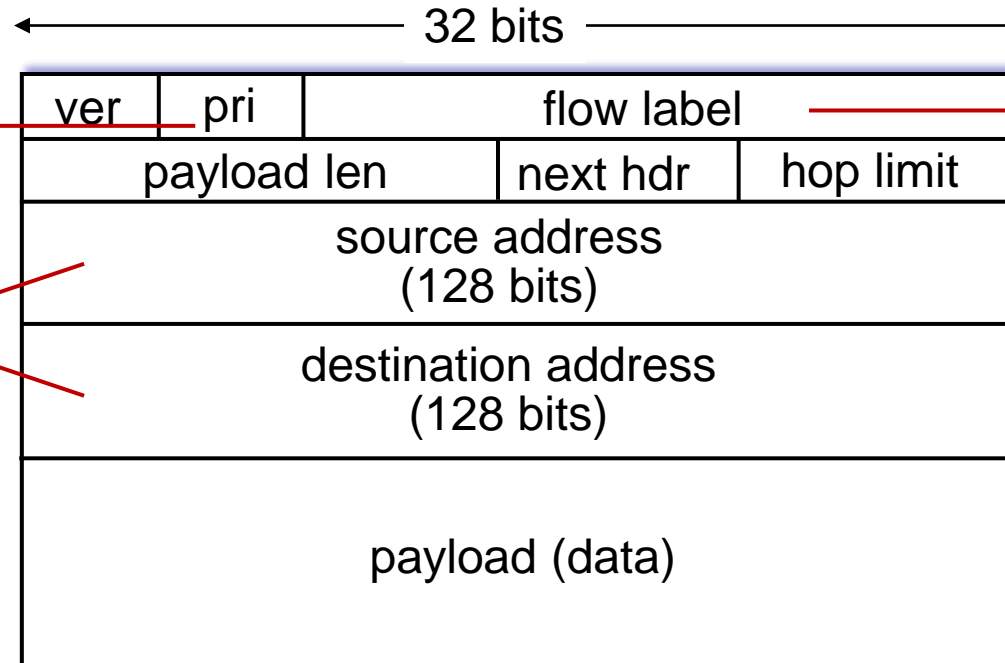 32 bits
ver pri flow label
payload len next hdr hop limit
source address
(128 bits)
destination address
(128 bits)
payload (data)